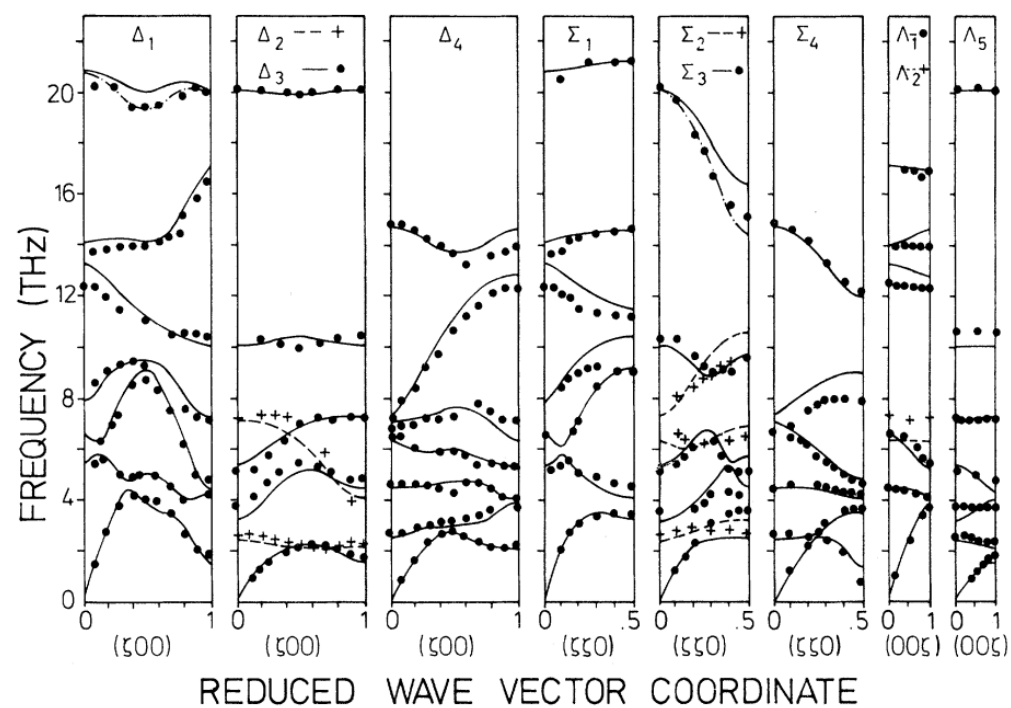 Δ₁
Δ₂ --- +
Δ₃ — •
Δ₄
Σ₁
Σ₂ --- +
Σ₃ — •
Σ₄
Λ₁ — •
Λ₂ --- +
Λ₅
FREQUENCY (THz)
20
16
12
8
4
0
0 1 0 1 0 1 0 .5 0 .5 0 .5 0 1 0 1
(ζ00) (ζ00) (ζ00) (ζζ0) (ζζ0) (ζζ0) (00ζ) (00ζ)
REDUCED WAVE VECTOR COORDINATE